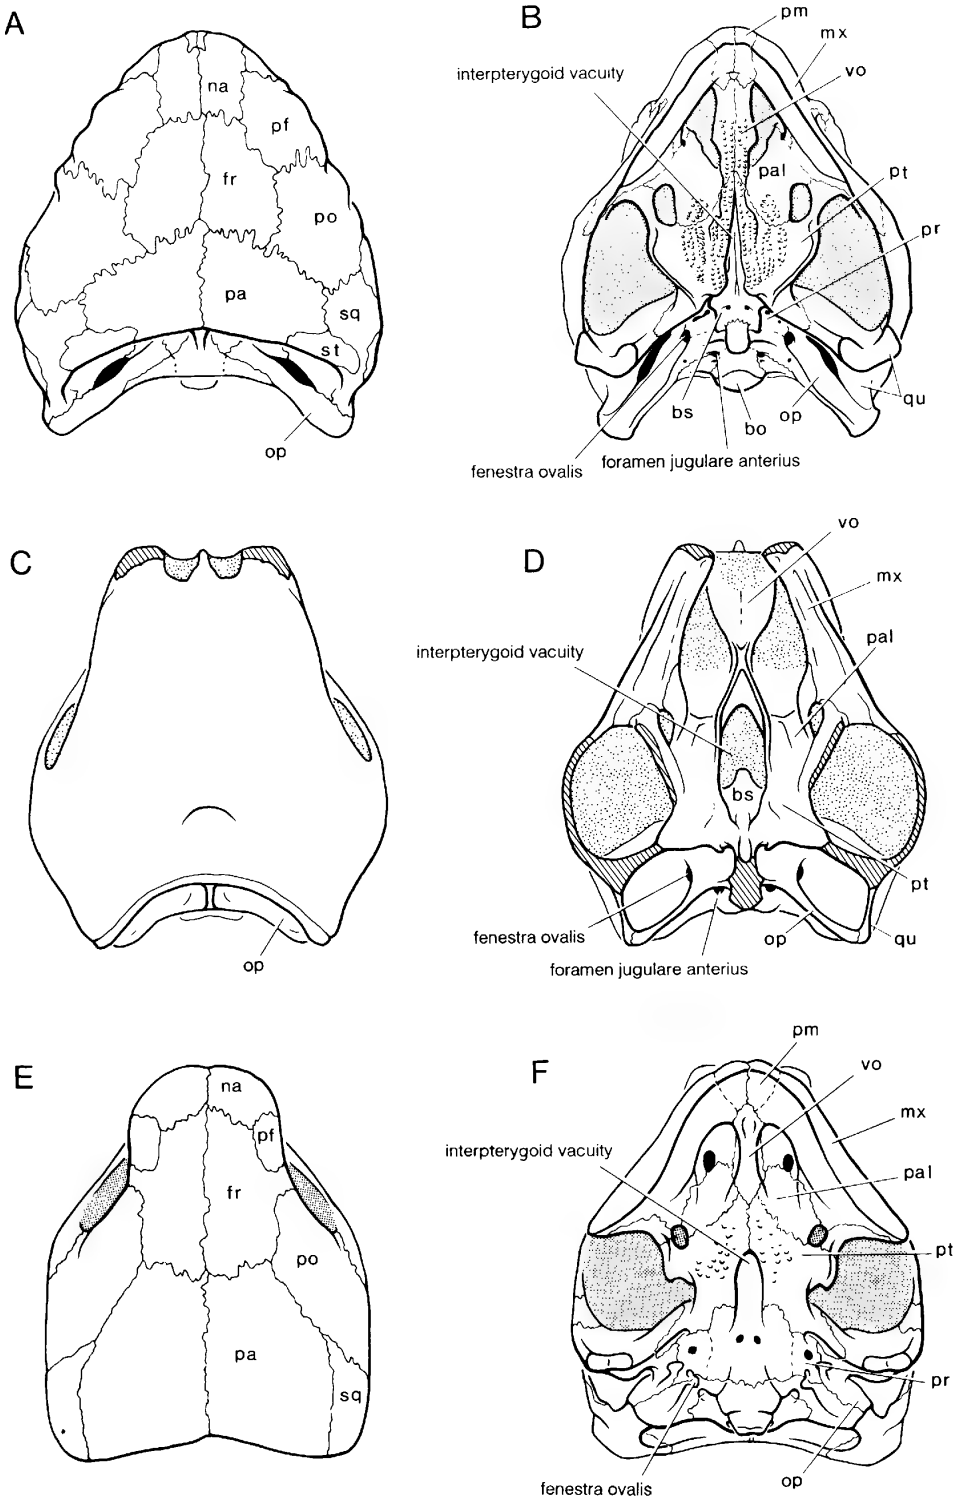 A
na
pf
fr
po
pa
sq
st
op
B
pm
mx
interpterygoid vacuity
vo
pal
pt
pr
bs
bo
op
qu
fenestra ovalis
foramen jugulare anterius
C
op
D
vo
mx
pal
interpterygoid vacuity
bs
pt
fenestra ovalis
op
qu
foramen jugulare anterius
E
na
pf
fr
po
pa
sq
F
pm
vo
mx
interpterygoid vacuity
pal
pt
pr
op
fenestra ovalis